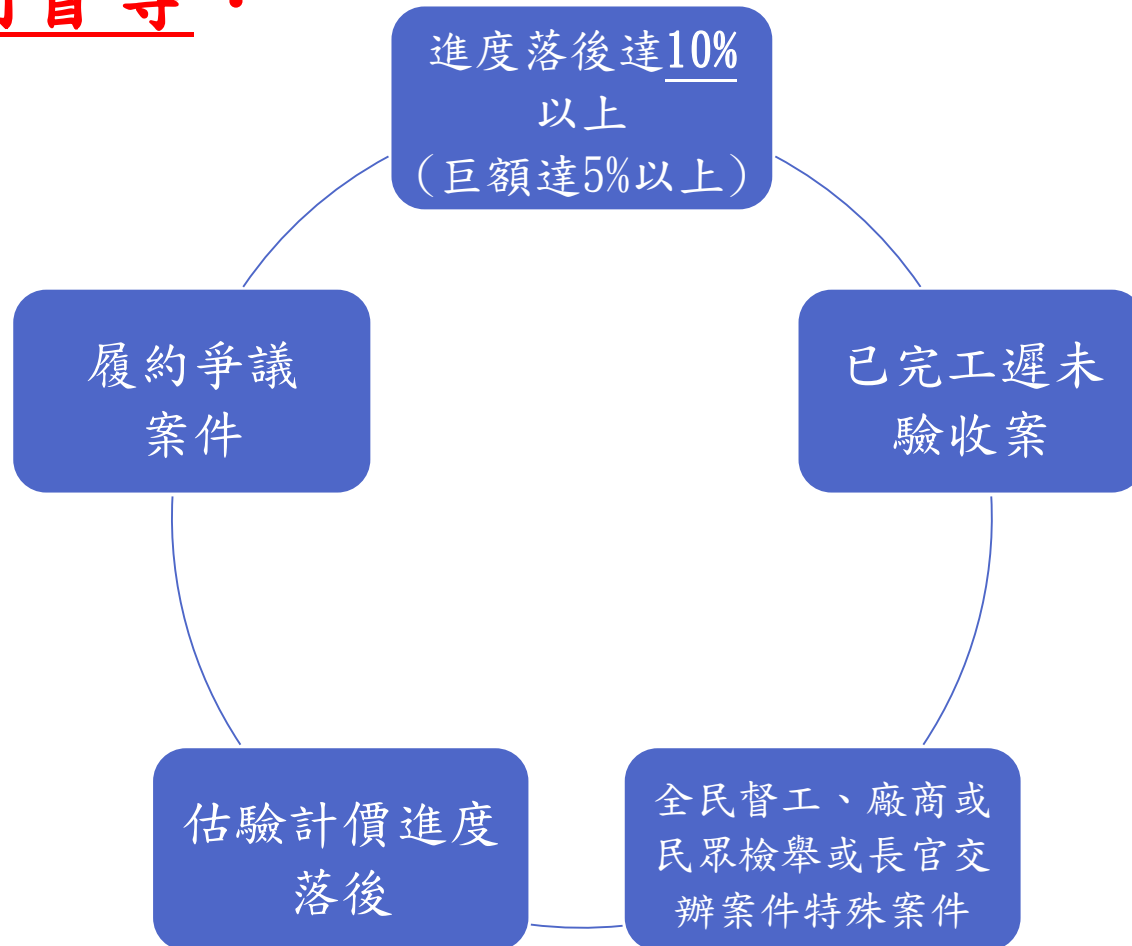 督導：
進度落後達10%
以上
（巨額達5%以上）
履約爭議
案件
已完工遲未
驗收案
估驗計價進度
落後
全民督工、廠商或
民眾檢舉或長官交
辦案件特殊案件